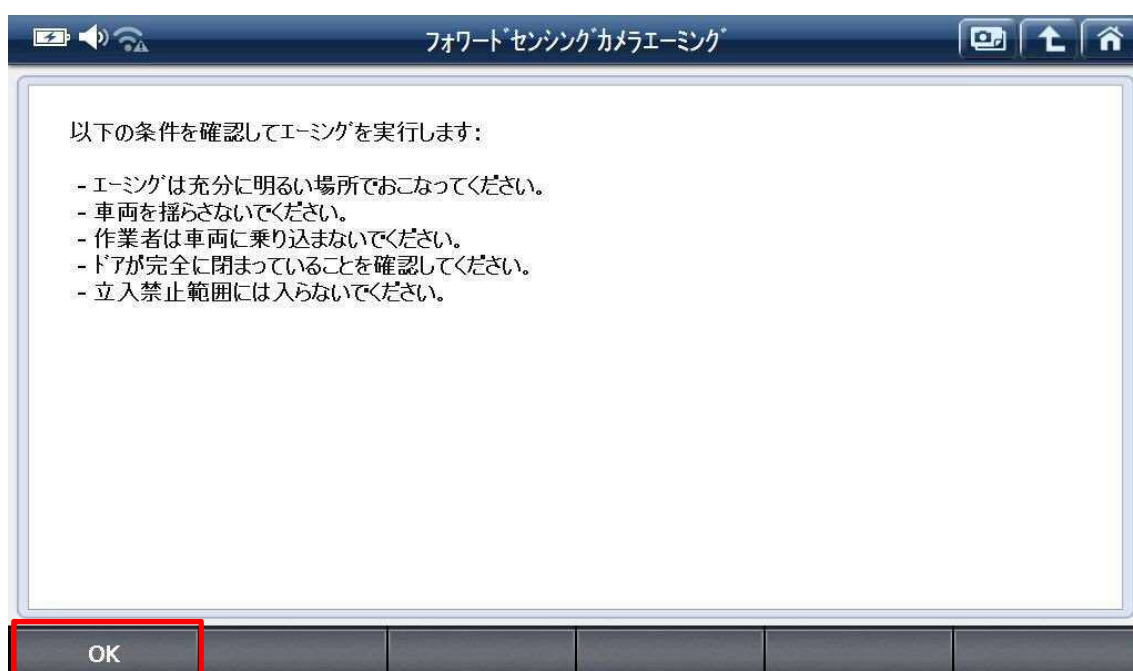 フォワードセンシングカメラエーミング
以下の条件を確認してエーミングを実行します:
- エーミングは充分に明るい場所でおこなってください。
- 車両を揺らさないでください。
- 作業者は車両に乗り込まないでください。
- ドアが完全に閉まっていることを確認してください。
- 立入禁止範囲には入らないでください。
OK